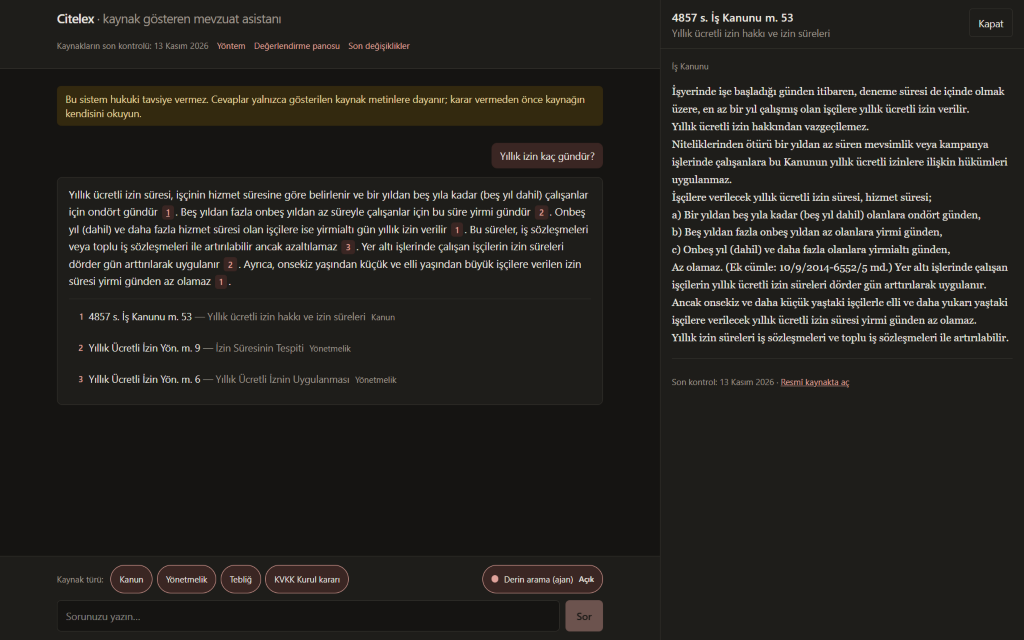 Citelex · kaynak gösteren mevzuat asistanı
Kaynakların son kontrolü: 13 Kasım 2026 Yöntem Değerlendirme panosu Son değişiklikler
Bu sistem hukuki tavsiye vermez. Cevaplar yalnızca gösterilen kaynak metinlere dayanır; karar vermeden önce kaynağın
kendisini okuyun.
Yıllık izin kaç gündür?
Yıllık ücretli izin süresi, işçinin hizmet süresine göre belirlenir ve bir yıldan beş yıla kadar (beş yıl dahil) çalışanlar
için ondört gündür 1 . Beş yıldan fazla onbeş yıldan az süreyle çalışanlar için bu süre yirmi gündür 2 . Onbeş
yıl (dahil) ve daha fazla hizmet süresi olan işçilere ise yirmialtı gün yıllık izin verilir 1 . Bu süreler, iş sözleşmeleri
veya toplu iş sözleşmeleri ile artırılabilir ancak azaltılamaz 3 . Yer altı işlerinde çalışan işçilerin izin süreleri
dörder gün arttırılarak uygulanır 2 . Ayrıca, onsekiz yaşından küçük ve elli yaşından büyük işçilere verilen izin
süresi yirmi günden az olamaz 1 .
1 4857 s. İş Kanunu m. 53 — Yıllık ücretli izin hakkı ve izin süreleri Kanun
2 Yıllık Ücretli İzin Yön. m. 9 — İzin Süresinin Tespiti Yönetmelik
3 Yıllık Ücretli İzin Yön. m. 6 — Yıllık Ücretli İznin Uygulanması Yönetmelik
Kaynak türü: Kanun Yönetmelik Tebliğ KVKK Kurul kararı Derin arama (ajan) Açık
Sorunuzu yazın... Sor
4857 s. İş Kanunu m. 53
Yıllık ücretli izin hakkı ve izin süreleri
Kapat
İş Kanunu
İşyerinde işe başladığı günden itibaren, deneme süresi de içinde olmak
üzere, en az bir yıl çalışmış olan işçilere yıllık ücretli izin verilir.
Yıllık ücretli izin hakkından vazgeçilemez.
Niteliklerinden ötürü bir yıldan az süren mevsimlik veya kampanya
işlerinde çalışanlara bu Kanunun yıllık ücretli izinlere ilişkin hükümleri
uygulanmaz.
İşçilere verilecek yıllık ücretli izin süresi, hizmet süresi;
a) Bir yıldan beş yıla kadar (beş yıl dahil) olanlara ondört günden,
b) Beş yıldan fazla onbeş yıldan az olanlara yirmi günden,
c) Onbeş yıl (dahil) ve daha fazla olanlara yirmialtı günden,
Az olamaz. (Ek cümle: 10/9/2014-6552/5 md.) Yer altı işlerinde çalışan
işçilerin yıllık ücretli izin süreleri dörder gün arttırılarak uygulanır.
Ancak onsekiz ve daha küçük yaştaki işçilerle elli ve daha yukarı yaştaki
işçilere verilecek yıllık ücretli izin süresi yirmi günden az olamaz.
Yıllık izin süreleri iş sözleşmeleri ve toplu iş sözleşmeleri ile artırılabilir.
Son kontrol: 13 Kasım 2026 · Resmî kaynakta aç